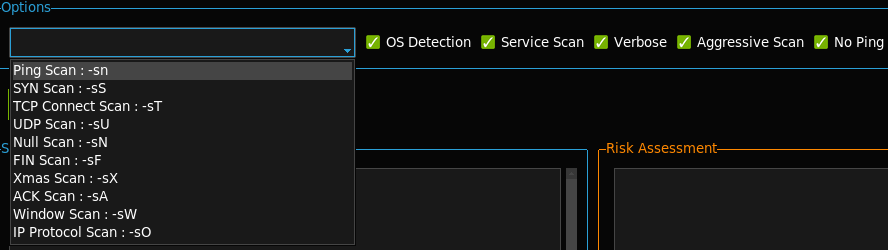 Options
OS Detection Service Scan Verbose Aggressive Scan No Ping
Ping Scan : -sn
SYN Scan : -sS
TCP Connect Scan : -sT
UDP Scan : -sU
Null Scan : -sN
FIN Scan : -sF
Xmas Scan : -sX
ACK Scan : -sA
Window Scan : -sW
IP Protocol Scan : -sO
S
Risk Assessment